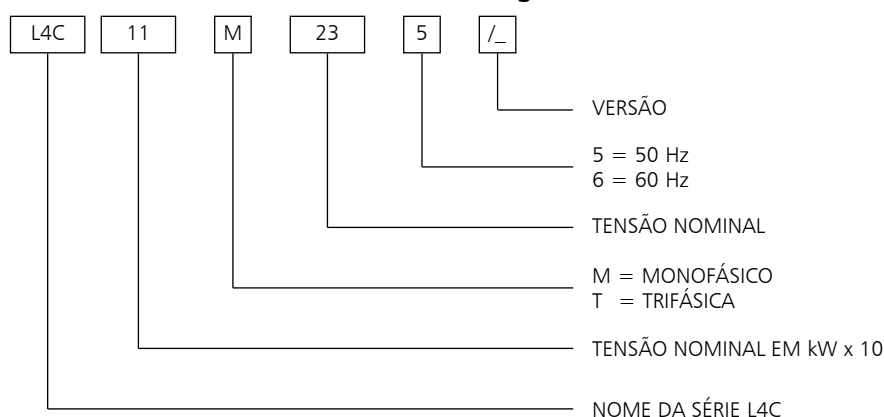 L4C 11 M 23 5 /_
VERSÃO
5 = 50 Hz
6 = 60 Hz
TENSÃO NOMINAL
M = MONOFÁSICO
T = TRIFÁSICA
TENSÃO NOMINAL EM kW x 10
NOME DA SÉRIE L4C